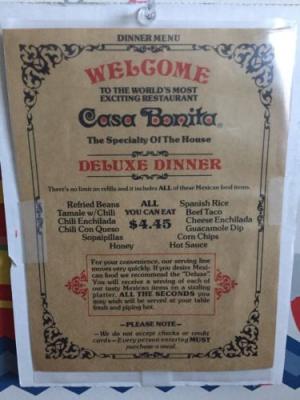 DINNER MENU
WELCOME
TO THE WORLD'S MOST
EXCITING RESTAURANT
Casa Bonita
The Specialty Of The House
DELUXE DINNER
There's no limit on refills and it includes ALL of these Mexican food items.
Refried Beans ALL Spanish Rice
Tamale w/Chili YOU CAN EAT Beef Taco
Chili Enchilada $4.45 Cheese Enchilada
Chili Con Queso Guacamole Dip
Sopaipillas Corn Chips
Honey Hot Sauce
For your convenience, our serving line
moves very quickly. If you desire Mexi-
can food we recommend the "Deluxe".
You will receive a serving of each of
our tasty Mexican items on a sizzling
platter. ALL THE SECONDS you
may wish will be served at your table
fresh and piping hot.
—PLEASE NOTE—
—We do not accept checks or credit
cards—Every person entering MUST
purchase a meal.